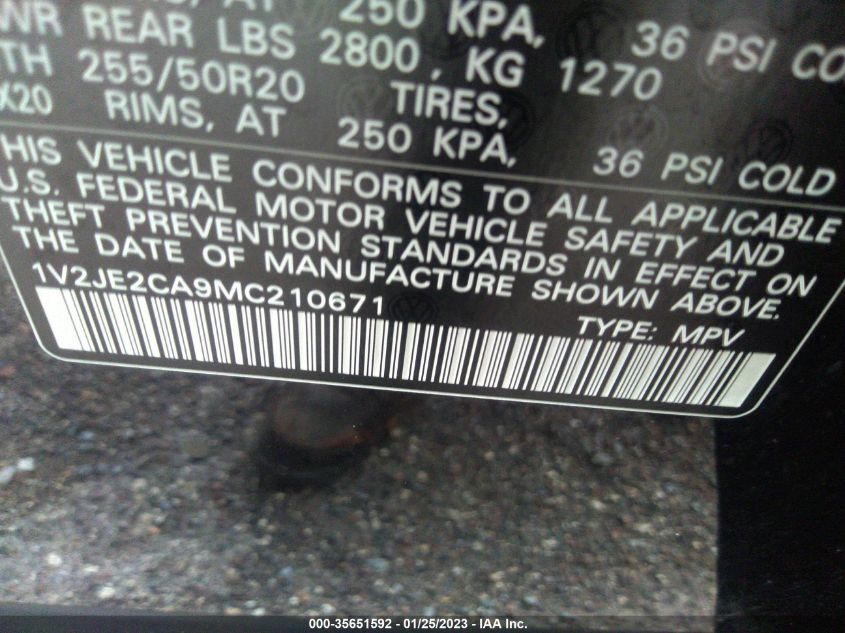 AT 250 KPA, 36 PSI CO
WR REAR LBS 2800, KG 1270
TH 255/50R20 TIRES,
X20 RIMS, AT 250 KPA, 36 PSI COLD
HIS VEHICLE CONFORMS TO ALL APPLICABLE
U.S. FEDERAL MOTOR VEHICLE SAFETY AND
THEFT PREVENTION STANDARDS IN EFFECT ON
THE DATE OF MANUFACTURE SHOWN ABOVE.
1V2JE2CA9MC210671
TYPE: MPV
000-35651592 - 01/25/2023 - IAA Inc.